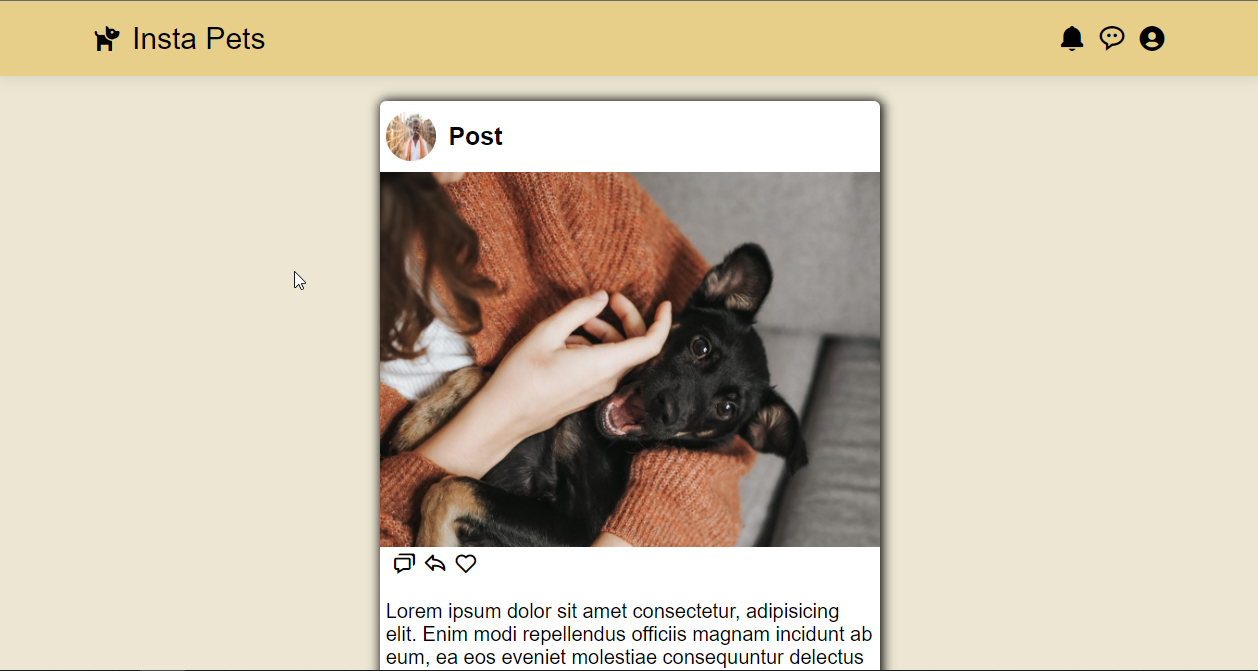 Insta Pets
Post
Lorem ipsum dolor sit amet consectetur, adipisicing
elit. Enim modi repellendus officiis magnam incidunt ab
eum, ea eos eveniet molestiae consequuntur delectus